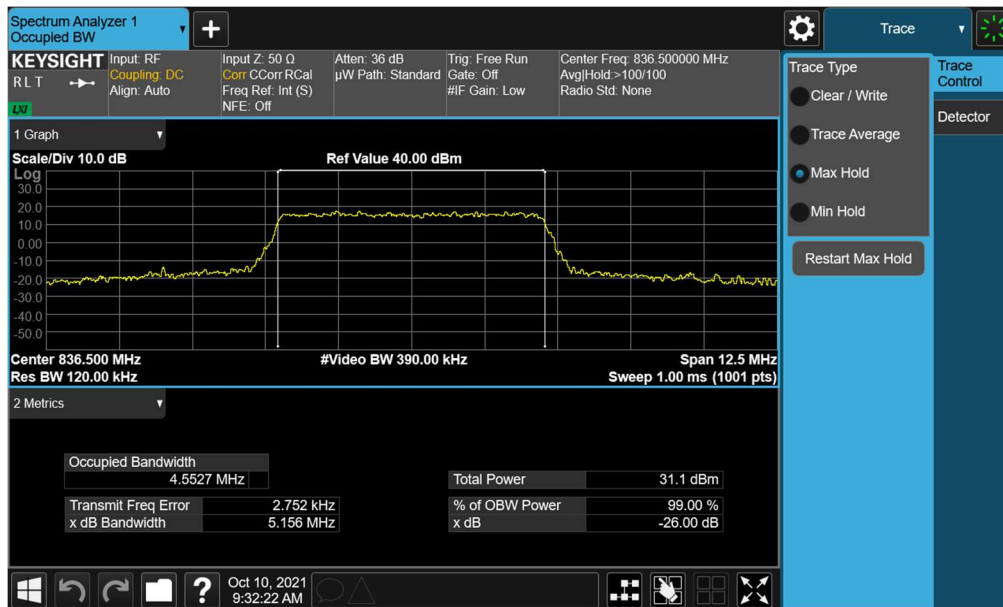 Spectrum Analyzer 1
Occupied BW
+
Trace
KEYSIGHT
R L T
LXI
Input: RF
Coupling: DC
Align: Auto
Input Z: 50 Ω
Corr CCorr RCal
Freq Ref: Int (S)
NFE: Off
Atten: 36 dB
µW Path: Standard
Trig: Free Run
Gate: Off
#IF Gain: Low
Center Freq: 836.500000 MHz
Avg|Hold:>100/100
Radio Std: None
Trace Type
Clear / Write
Trace Average
Max Hold
Min Hold
Restart Max Hold
Trace
Control
Detector
1 Graph
Scale/Div 10.0 dB
Ref Value 40.00 dBm
Log
30.0
20.0
10.0
0.00
-10.0
-20.0
-30.0
-40.0
-50.0
Center 836.500 MHz
#Video BW 390.00 kHz
Span 12.5 MHz
Res BW 120.00 kHz
Sweep 1.00 ms (1001 pts)
2 Metrics
Occupied Bandwidth
4.5527 MHz
Total Power 31.1 dBm
Transmit Freq Error 2.752 kHz
% of OBW Power 99.00 %
x dB Bandwidth 5.156 MHz
x dB -26.00 dB
?
Oct 10, 2021
9:32:22 AM